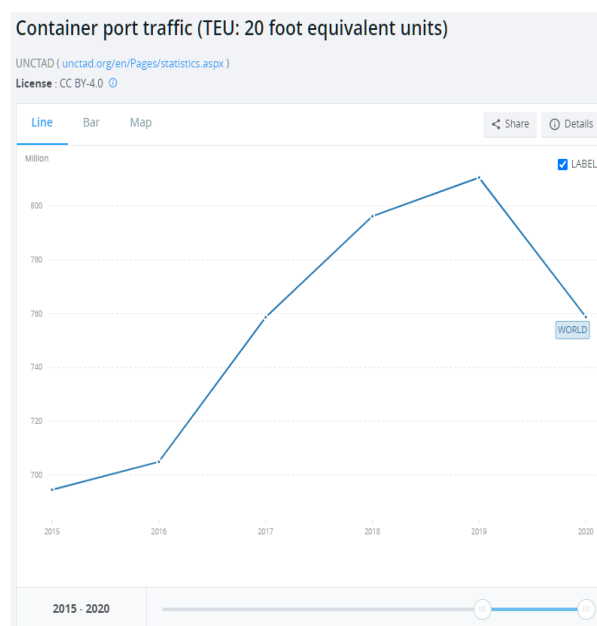 Container port traffic (TEU: 20 foot equivalent units)
UNCTAD ( unctad.org/en/Pages/statistics.aspx )
License : CC BY-4.0
Line Bar Map Share Details
Million LABEL
800
780
760
WORLD
740
720
700
2015 2016 2017 2018 2019 2020
2015 - 2020